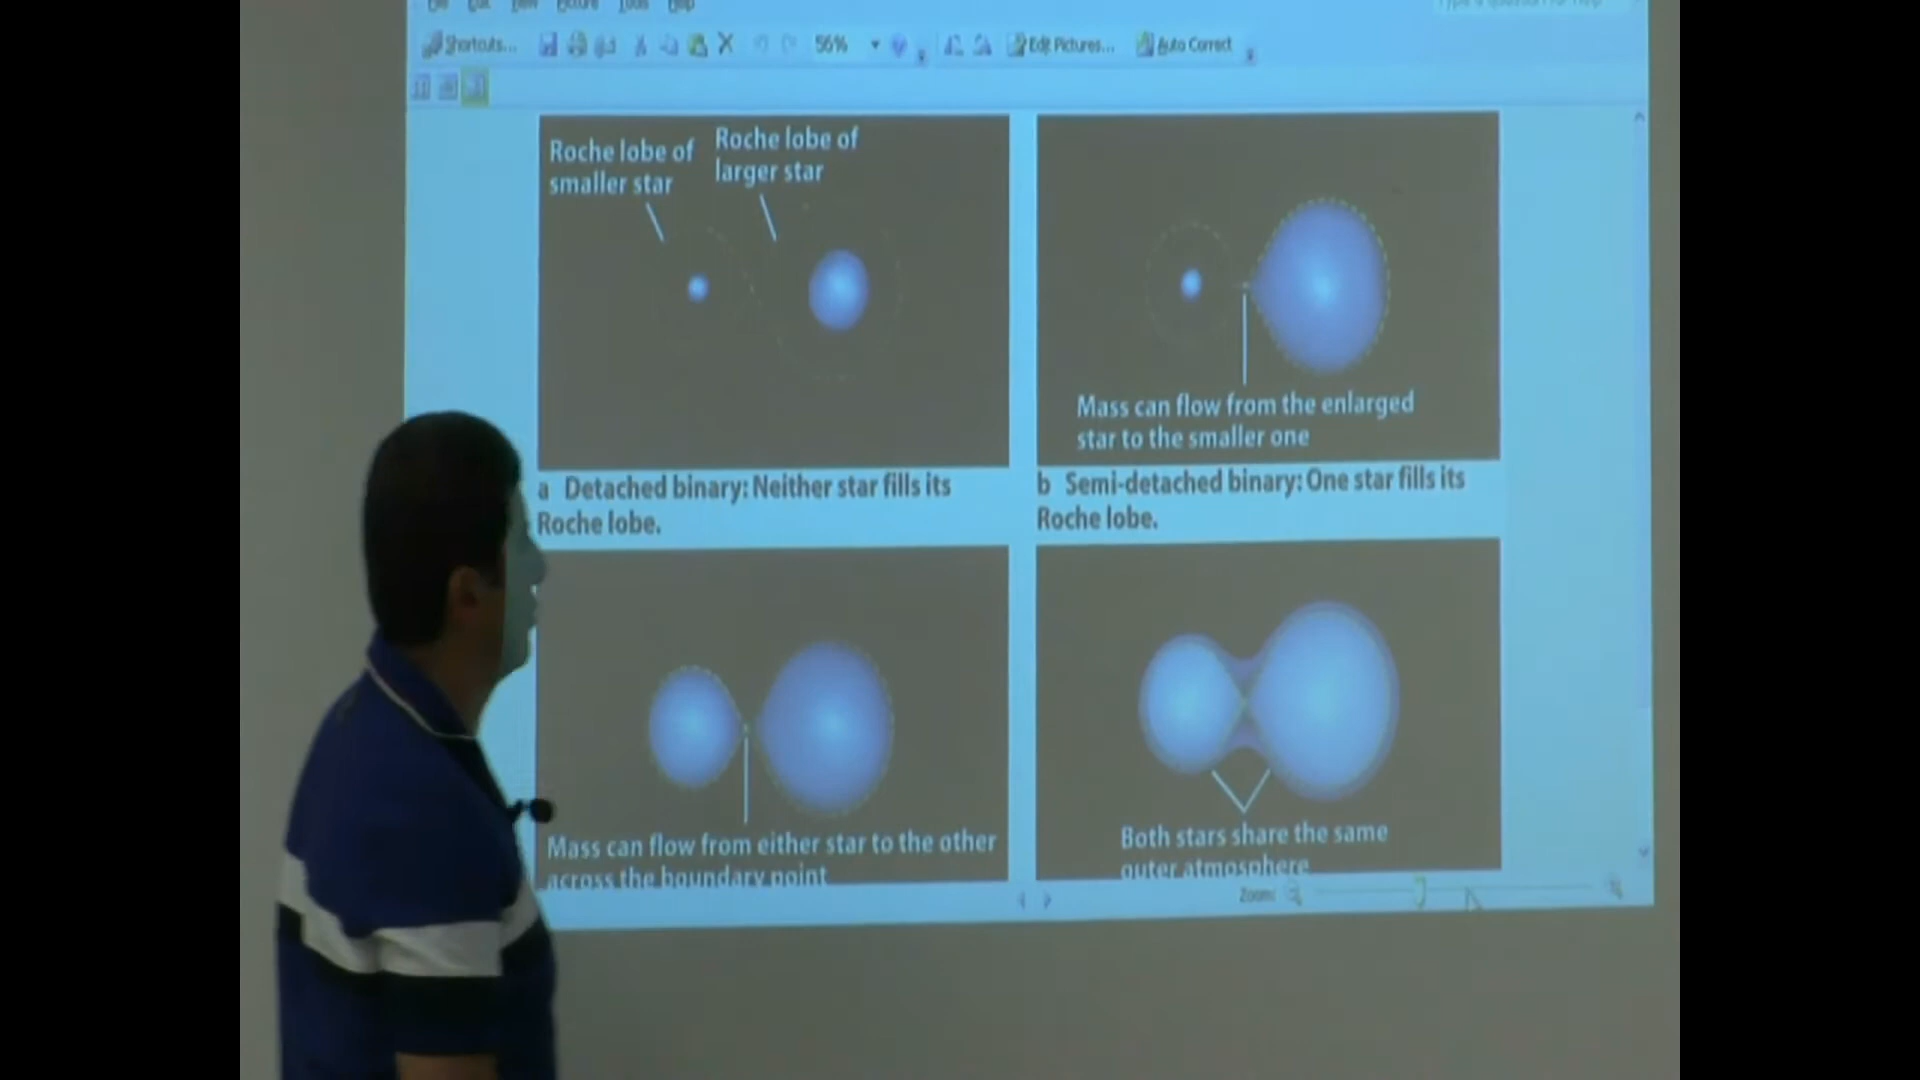 Picture Tools Help
Shortcuts...
56%
Edit Pictures...
Auto Correct
Roche lobe of
smaller star
Roche lobe of
larger star
Mass can flow from the enlarged
star to the smaller one
a Detached binary: Neither star fills its
Roche lobe.
b Semi-detached binary: One star fills its
Roche lobe.
Mass can flow from either star to the other
across the boundary point
Both stars share the same
outer atmosphere
Zoom: